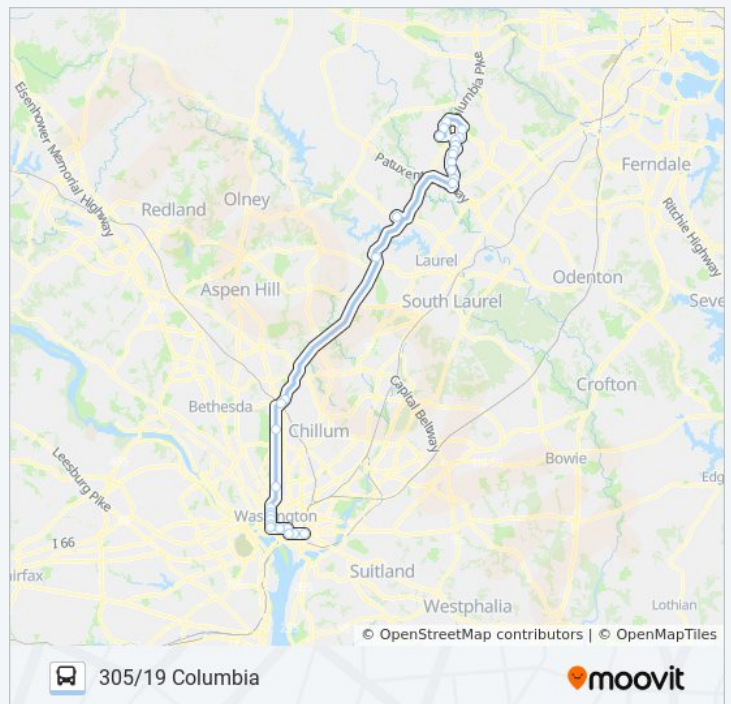 Columbia Pke
Eisenhower Memorial Highway
Ferndale
Patuxent
y
Olney
Redland
Ritchie Highway
Laurel
Odenton
Aspen Hill
South Laurel
Seve
Capital Beltway
Crofton
Bethesda
Chillum
Leesburg Pike
Bowie
Edg
Washington
I 66
irfax
Suitland
Westphalia
Lothian
© OpenStreetMap contributors | © OpenMapTiles
305/19 Columbia
moovit